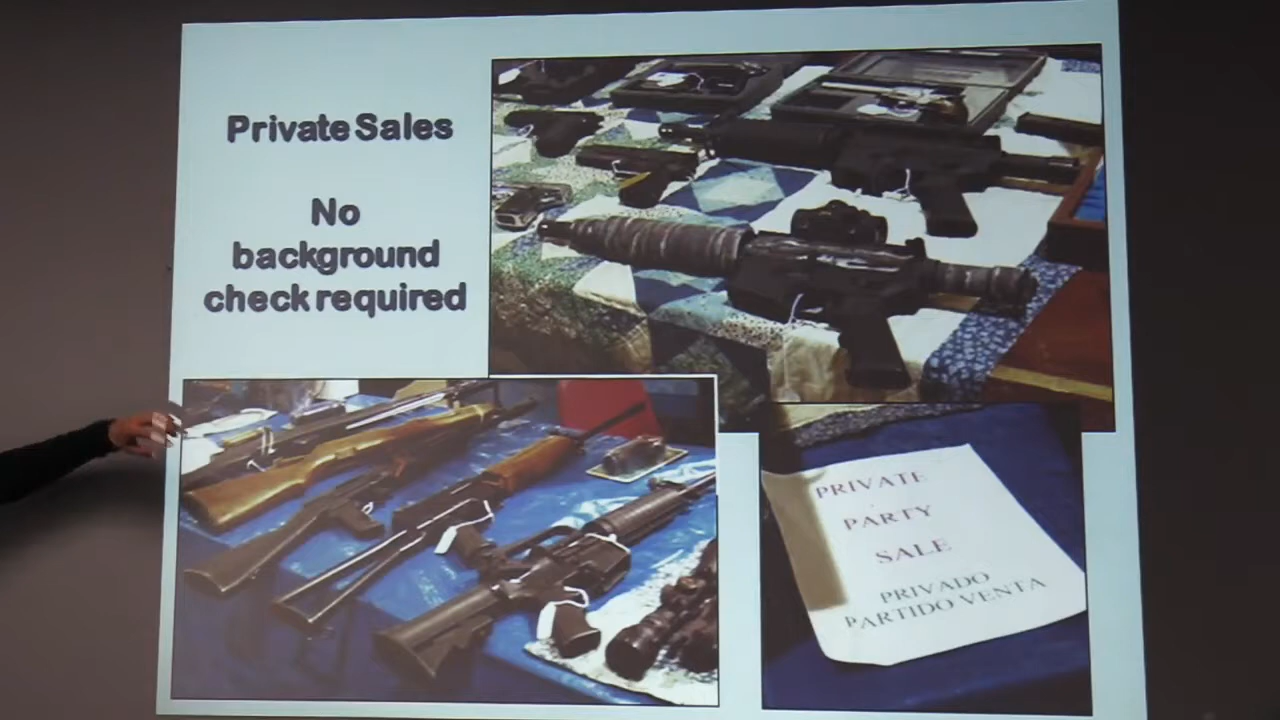 Private Sales
No
background
check required
PRIVATE
PARTY
SALE
PRIVADO
PARTIDO VENTA